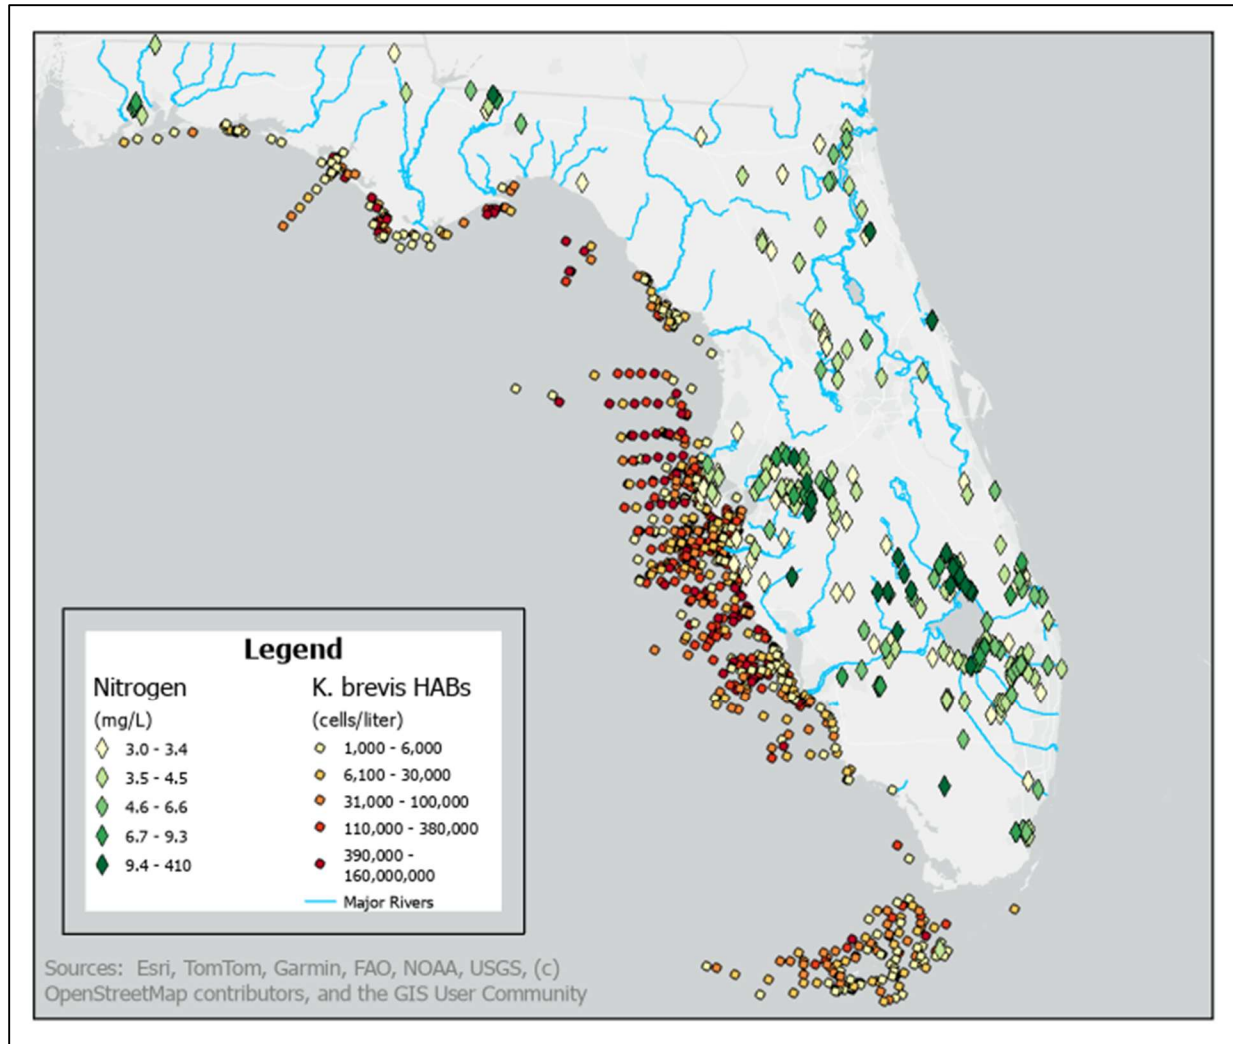 Legend
Nitrogen
(mg/L)
3.0 - 3.4
3.5 - 4.5
4.6 - 6.6
6.7 - 9.3
9.4 - 410
K. brevis HABs
(cells/liter)
1,000 - 6,000
6,100 - 30,000
31,000 - 100,000
110,000 - 380,000
390,000 -
160,000,000
Major Rivers
Sources: Esri, TomTom, Garmin, FAO, NOAA, USGS, (c)
OpenStreetMap contributors, and the GIS User Community